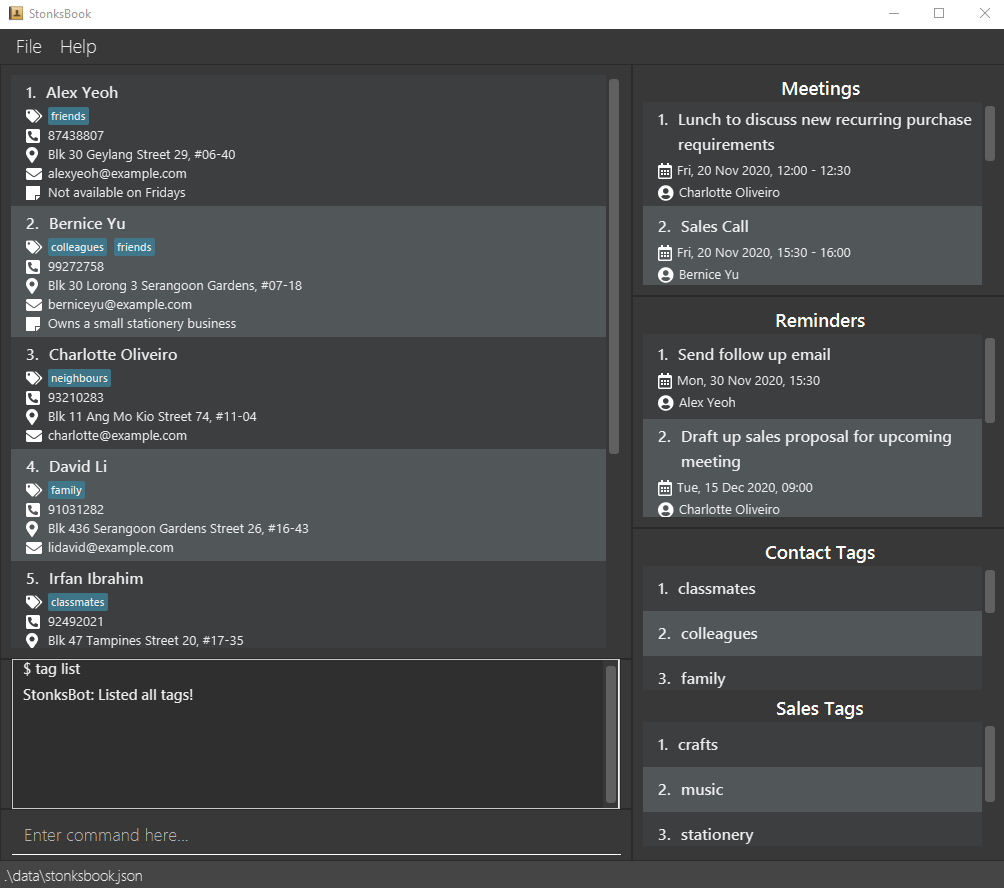 StonksBook
File Help
1. Alex Yeoh
friends
87438807
Blk 30 Geylang Street 29, #06-40
alexyeoh@example.com
Not available on Fridays
2. Bernice Yu
colleagues friends
99272758
Blk 30 Lorong 3 Serangoon Gardens, #07-18
berniceyu@example.com
Owns a small stationery business
3. Charlotte Oliveiro
neighbours
93210283
Blk 11 Ang Mo Kio Street 74, #11-04
charlotte@example.com
4. David Li
family
91031282
Blk 436 Serangoon Gardens Street 26, #16-43
lidavid@example.com
5. Irfan Ibrahim
classmates
92492021
Blk 47 Tampines Street 20, #17-35
$ tag list
StonksBot: Listed all tags!
Enter command here...
Meetings
1. Lunch to discuss new recurring purchase
requirements
Fri, 20 Nov 2020, 12:00 - 12:30
Charlotte Oliveiro
2. Sales Call
Fri, 20 Nov 2020, 15:30 - 16:00
Bernice Yu
Reminders
1. Send follow up email
Mon, 30 Nov 2020, 15:30
Alex Yeoh
2. Draft up sales proposal for upcoming
meeting
Tue, 15 Dec 2020, 09:00
Charlotte Oliveiro
Contact Tags
1. classmates
2. colleagues
3. family
Sales Tags
1. crafts
2. music
3. stationery
.\data\stonksbook.json